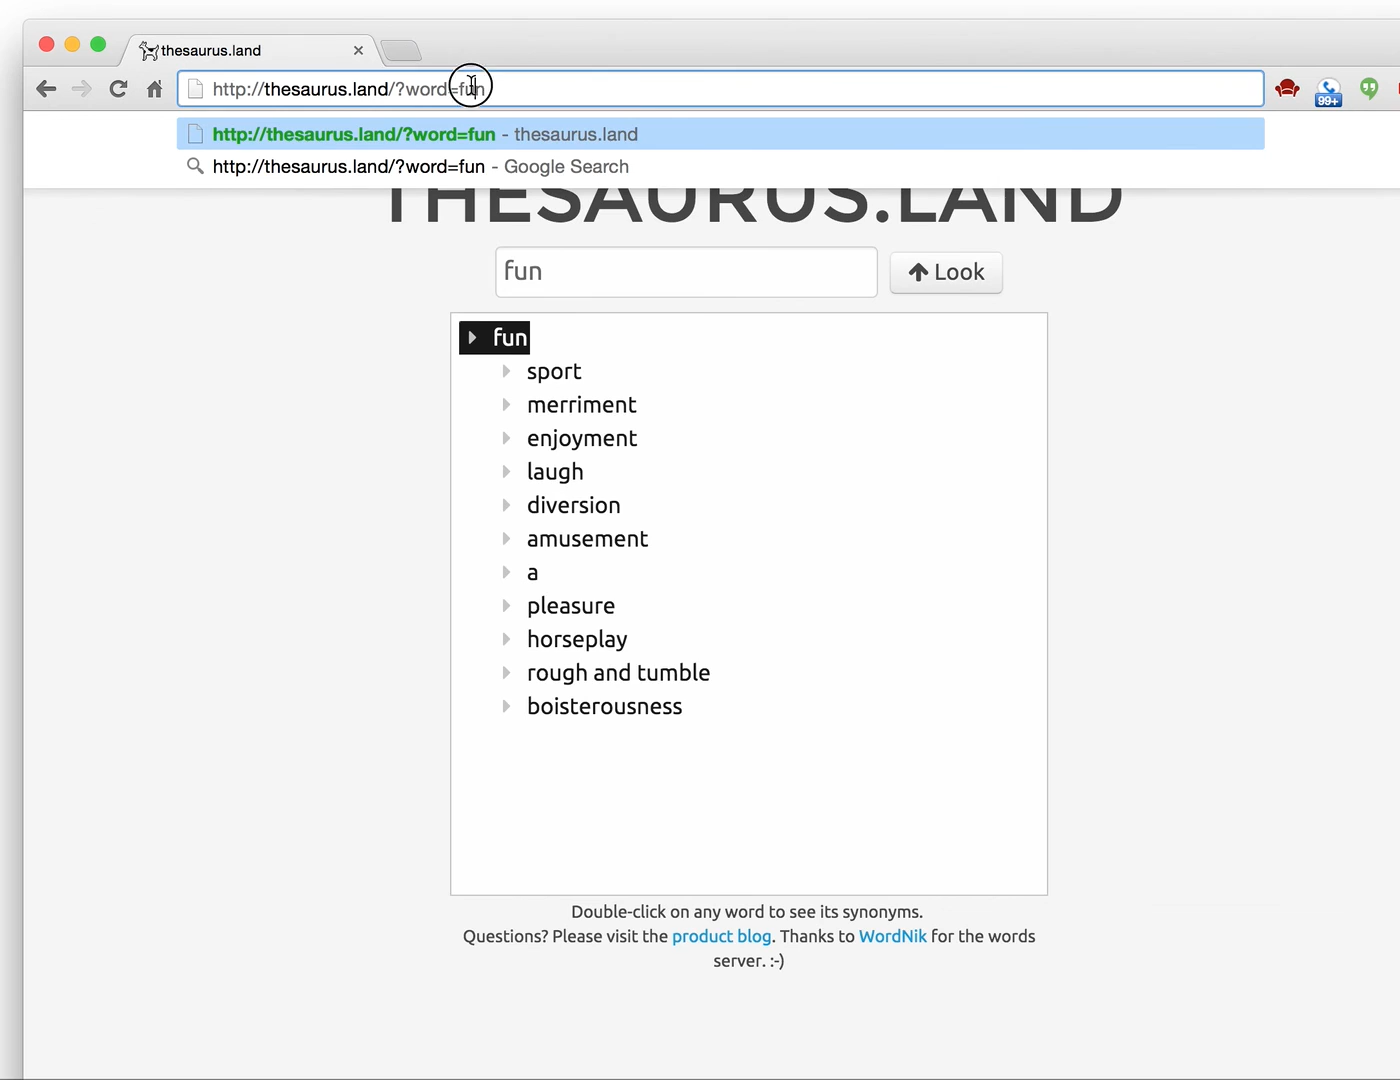 thesaurus.land
http://thesaurus.land/?word=fun
http://thesaurus.land/?word=fun - thesaurus.land
http://thesaurus.land/?word=fun - Google Search
99+
THESAURUS.LAND
fun
Look
fun
sport
merriment
enjoyment
laugh
diversion
amusement
a
pleasure
horseplay
rough and tumble
boisterousness
Double-click on any word to see its synonyms.
Questions? Please visit the product blog. Thanks to WordNik for the words
server. :-)